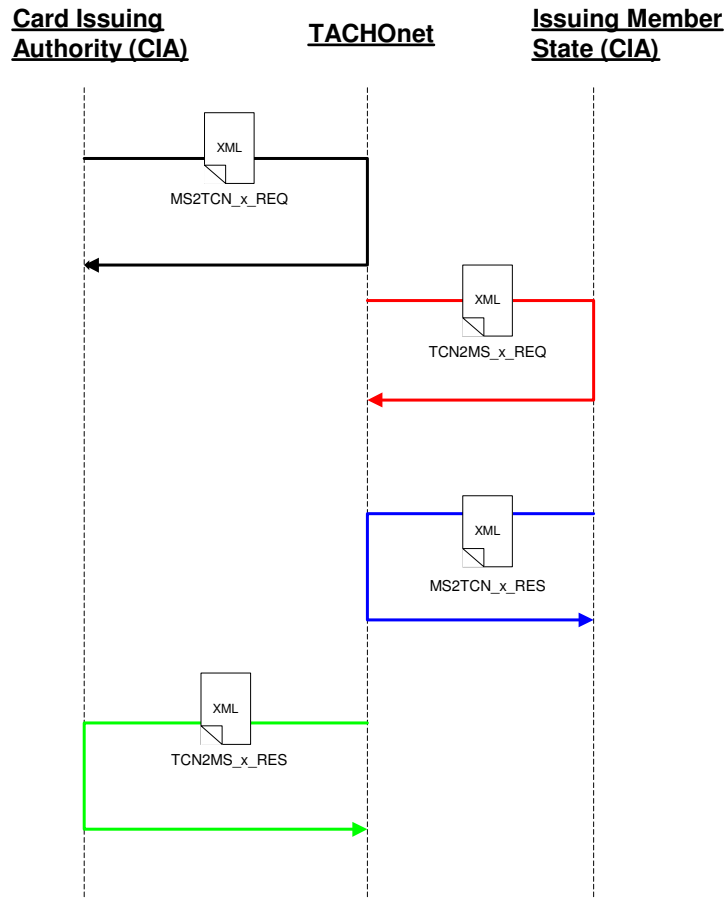 Card Issuing
Authority (CIA)
TACHOnet
Issuing Member
State (CIA)
XML
MS2TCN_x_REQ
XML
TCN2MS_x_REQ
XML
MS2TCN_x_RES
XML
TCN2MS_x_RES